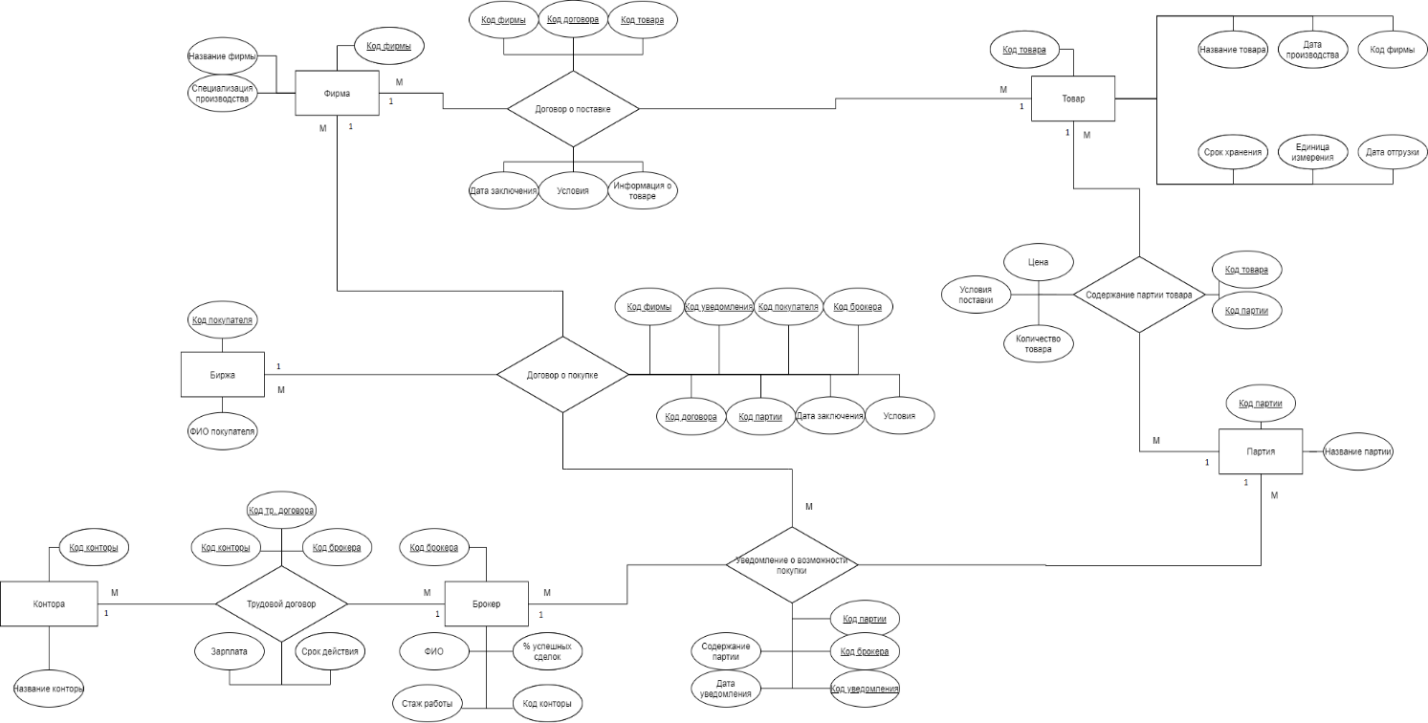 Код фирмы
Код договора
Код товара
Название фирмы
Код фирмы
Специализация
производства
Фирма
М
1
М
1
Договор о поставке
Дата заключения
Условия
Информация о
товаре
Код товара
М
1
Товар
1
М
Название товара
Дата
производства
Код фирмы
Срок хранения
Единица
измерения
Дата отгрузки
Цена
Условия
поставки
Содержание партии товара
Код товара
Код партии
Количество
товара
Код покупателя
Биржа
1
М
ФИО покупателя
Код фирмы
Код уведомления
Код покупателя
Код брокера
Договор о покупке
Код договора
Код партии
Дата заключения
Условия
Код партии
М
1
Партия
Название партии
1
М
М
Уведомление о возможности
покупки
Код партии
Содержание
партии
Код брокера
Дата
уведомления
Код уведомления
Код тр. договора
Код конторы
Код конторы
Код брокера
Код брокера
Контора
М
1
Трудовой договор
М
1
Брокер
М
1
Зарплата
Срок действия
ФИО
% успешных
сделок
Название конторы
Стаж работы
Код конторы